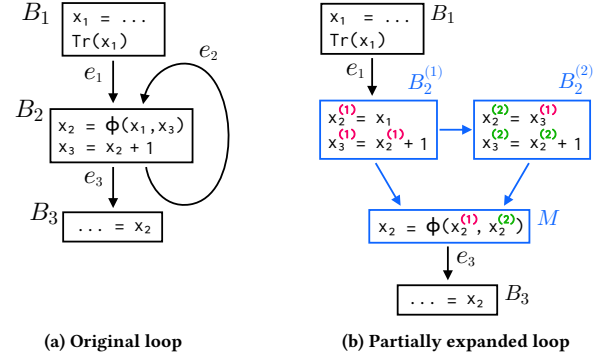 B₁
x₁ = ...
Tr(x₁)
e₁
e₂
B₂
x₂ = ϕ(x₁,x₃)
x₃ = x₂ + 1
e₃
B₃
... = x₂
(a) Original loop
x₁ = ...
Tr(x₁)
B₁
e₁
B₂⁽¹⁾
B₂⁽²⁾
x₂⁽¹⁾ = x₁
x₃⁽¹⁾ = x₂⁽¹⁾ + 1
x₂⁽²⁾ = x₃⁽¹⁾
x₃⁽²⁾ = x₂⁽²⁾ + 1
x₂ = ϕ(x₂⁽¹⁾, x₂⁽²⁾)
M
e₃
... = x₂
B₃
(b) Partially expanded loop